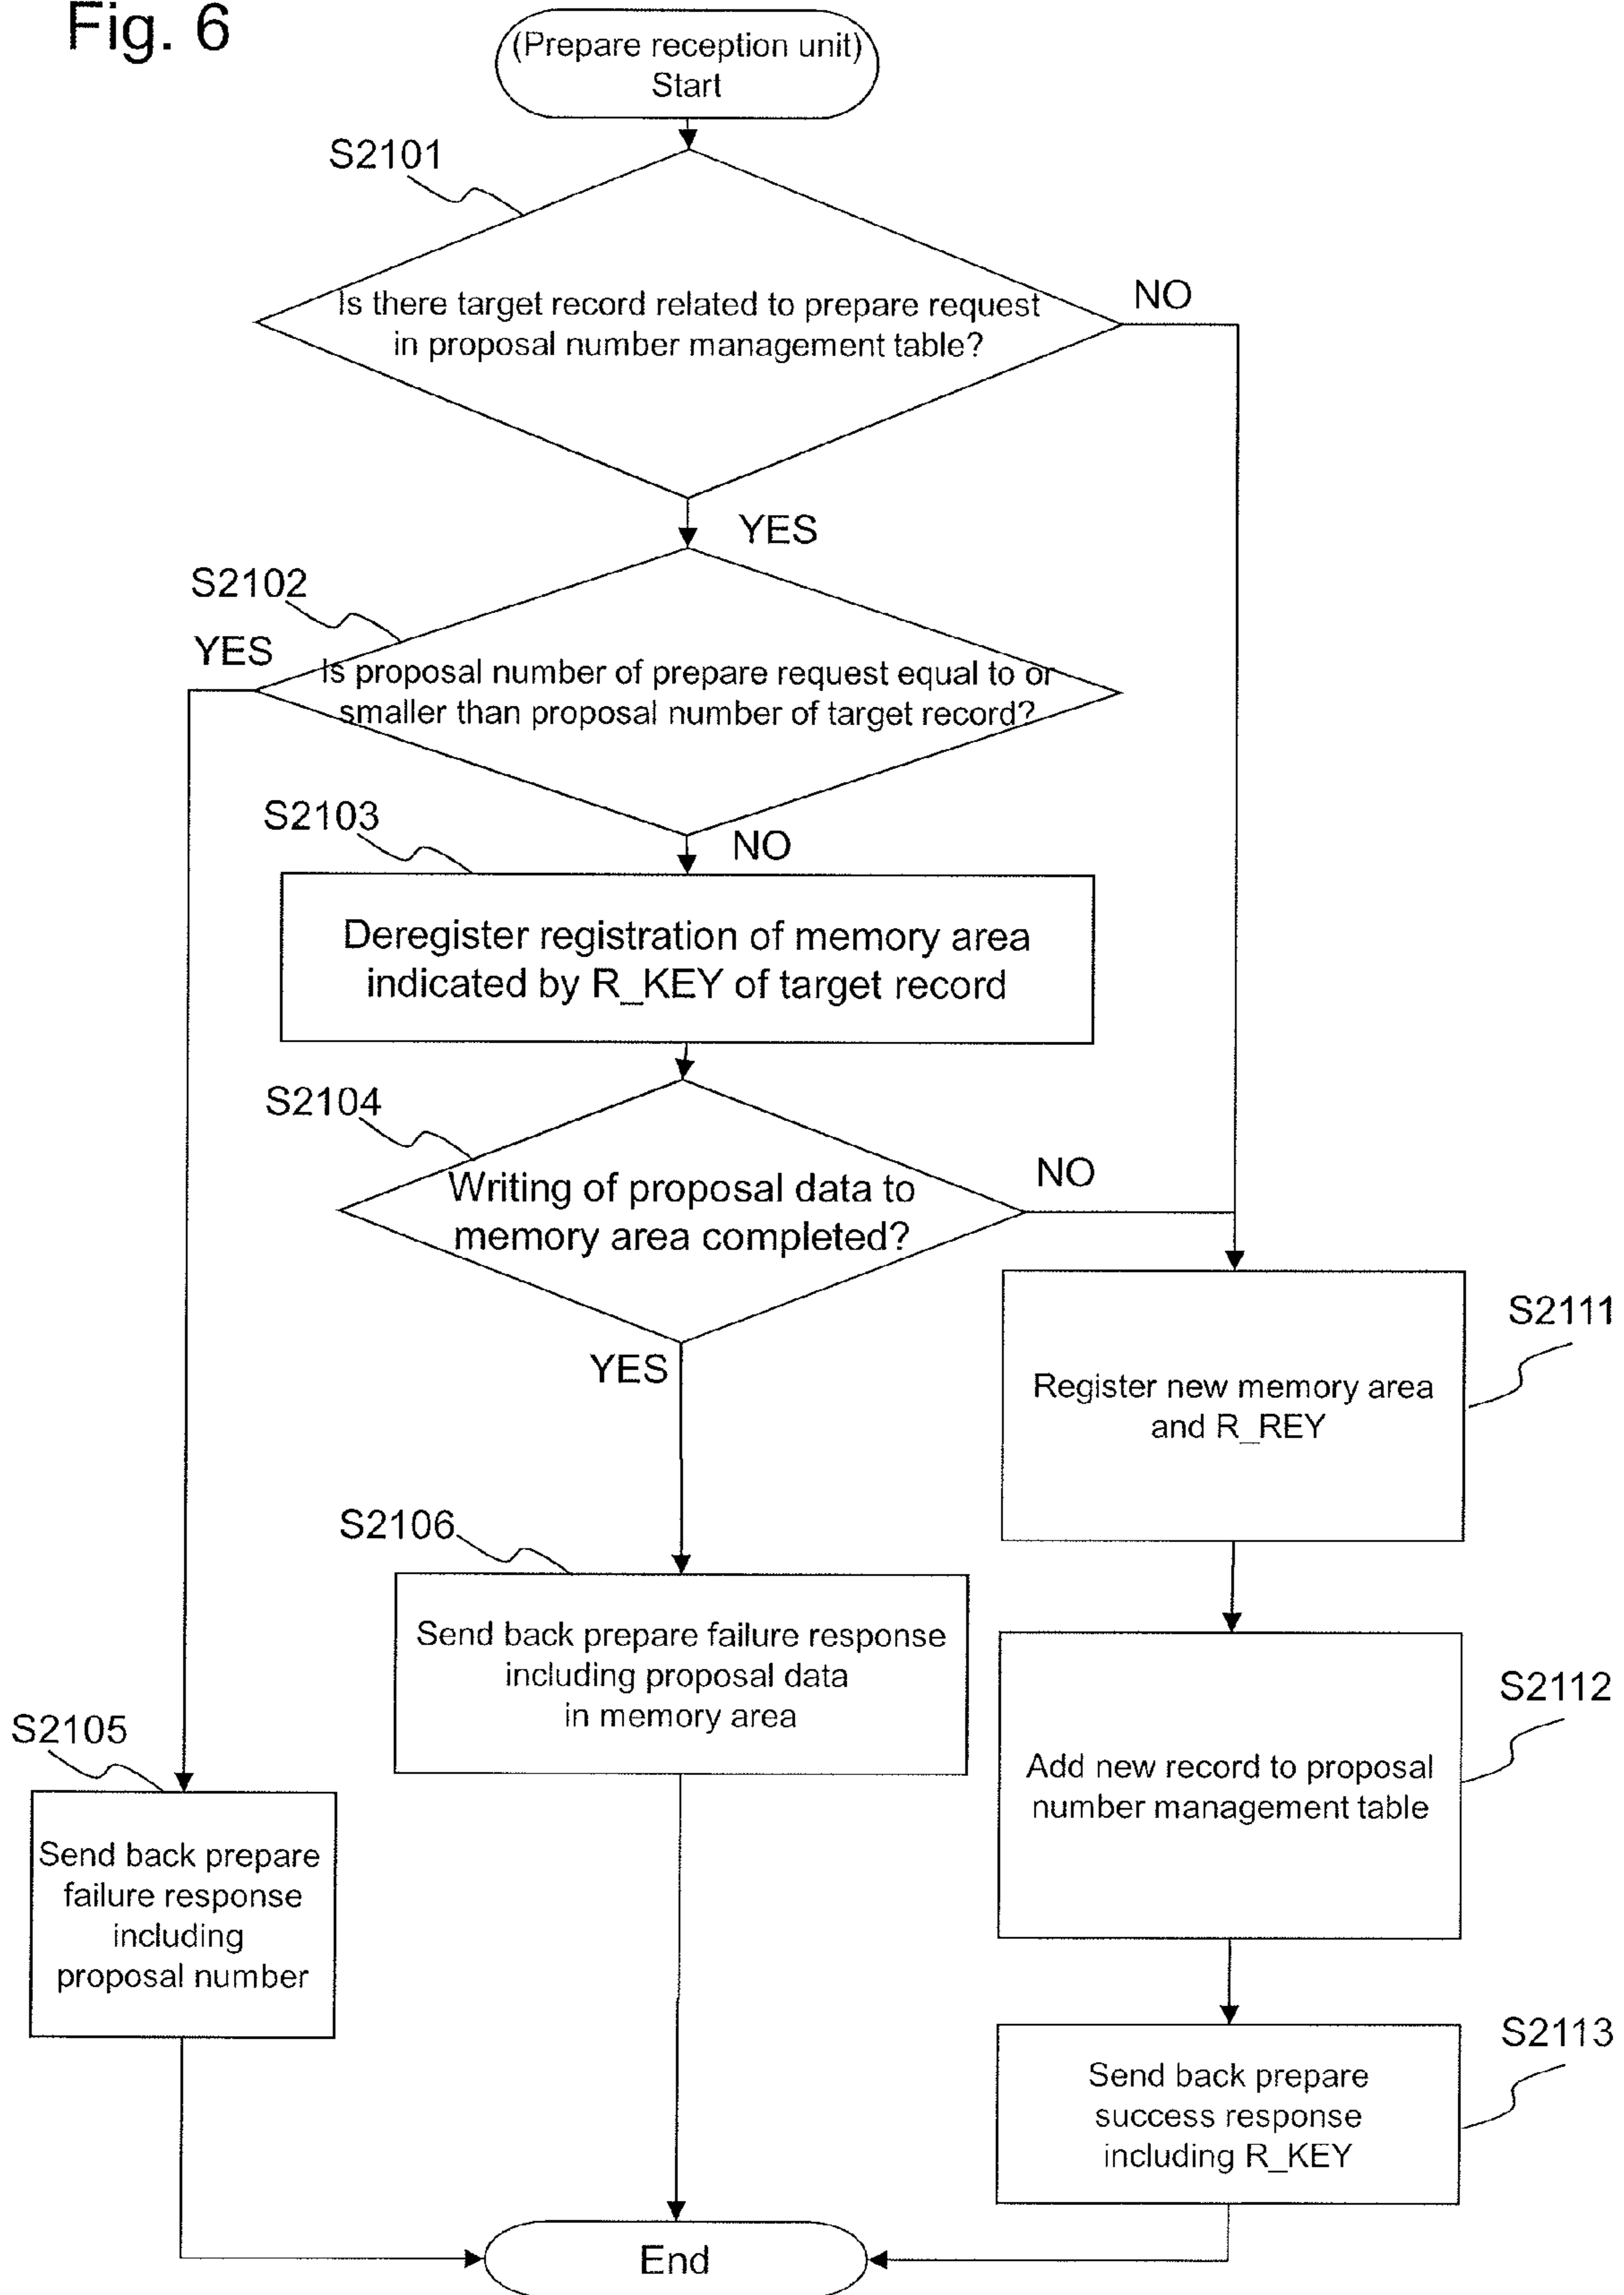 Fig. 6
(Prepare reception unit)
Start
S2101
Is there target record related to prepare request
in proposal number management table?
NO
YES
S2102
YES
Is proposal number of prepare request equal to or
smaller than proposal number of target record?
S2103
NO
Deregister registration of memory area
indicated by R_KEY of target record
S2104
NO
Writing of proposal data to
memory area completed?
YES
S2111
Register new memory area
and R_REY
S2106
Send back prepare failure response
including proposal data
in memory area
S2112
Add new record to proposal
number management table
S2105
Send back prepare
failure response
including
proposal number
S2113
Send back prepare
success response
including R_KEY
End